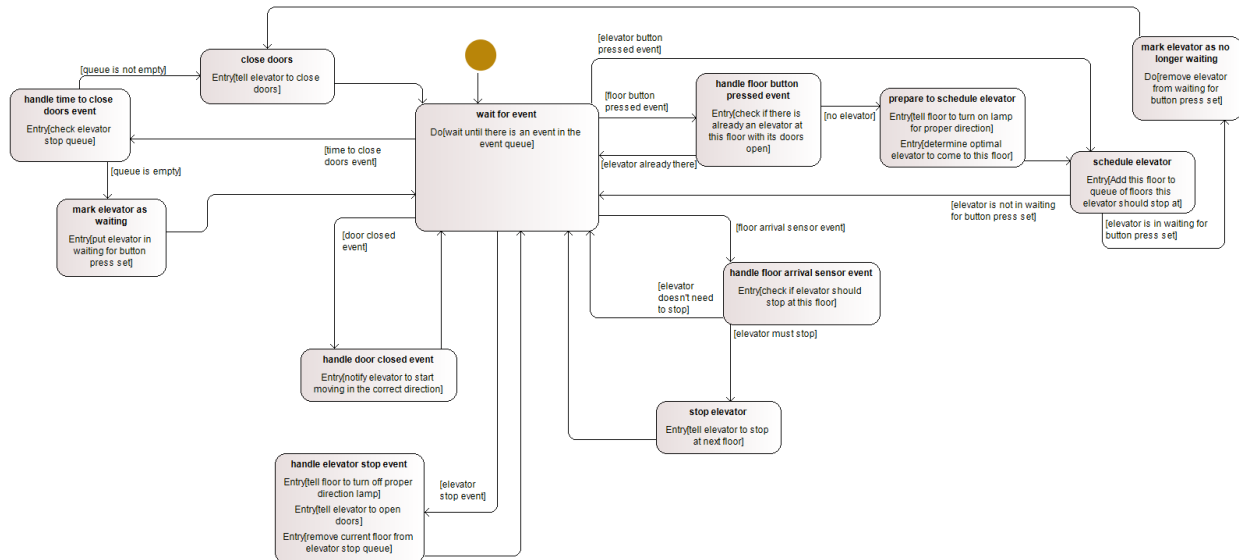 [elevator button
pressed event]
close doors
Entry[tell elevator to close
doors]
mark elevator as no
longer waiting
Do[remove elevator
from waiting for
button press set]
[queue is not empty]
handle time to close
doors event
Entry[check elevator
stop queue]
[floor button
pressed event]
handle floor button
pressed event
Entry[check if there is
already an elevator at
this floor with its doors
open]
[no elevator]
prepare to schedule elevator
Entry[tell floor to turn on lamp
for proper direction]
Entry[determine optimal
elevator to come to this floor]
wait for event
Do[wait until there is an event in the
event queue]
[time to close
doors event]
[elevator already there]
schedule elevator
Entry[Add this floor to
queue of floors this
elevator should stop at]
[queue is empty]
mark elevator as
waiting
Entry[put elevator in
waiting for button
press set]
[elevator is not in waiting
for button press set]
[elevator is in waiting for
button press set]
[door closed
event]
[floor arrival sensor event]
handle floor arrival sensor event
Entry[check if elevator should
stop at this floor]
[elevator
doesn't need
to stop]
[elevator must stop]
handle door closed event
Entry[notify elevator to start
moving in the correct direction]
stop elevator
Entry[tell elevator to stop
at next floor]
handle elevator stop event
Entry[tell floor to turn off proper
direction lamp]
Entry[tell elevator to open
doors]
Entry[remove current floor from
elevator stop queue]
[elevator
stop event]